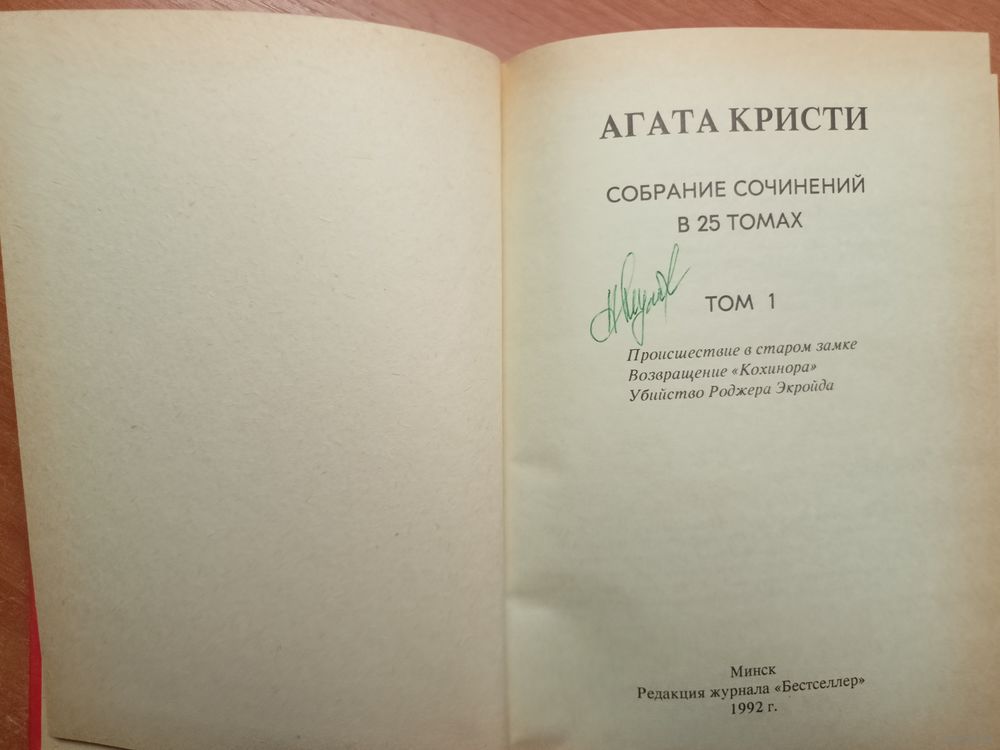 АГАТА КРИСТИ
СОБРАНИЕ СОЧИНЕНИЙ
В 25 ТОМАХ
ТОМ 1
Происшествие в старом замке
Возвращение «Кохинора»
Убийство Роджера Экройда
Минск
Редакция журнала «Бестселлер»
1992 г.